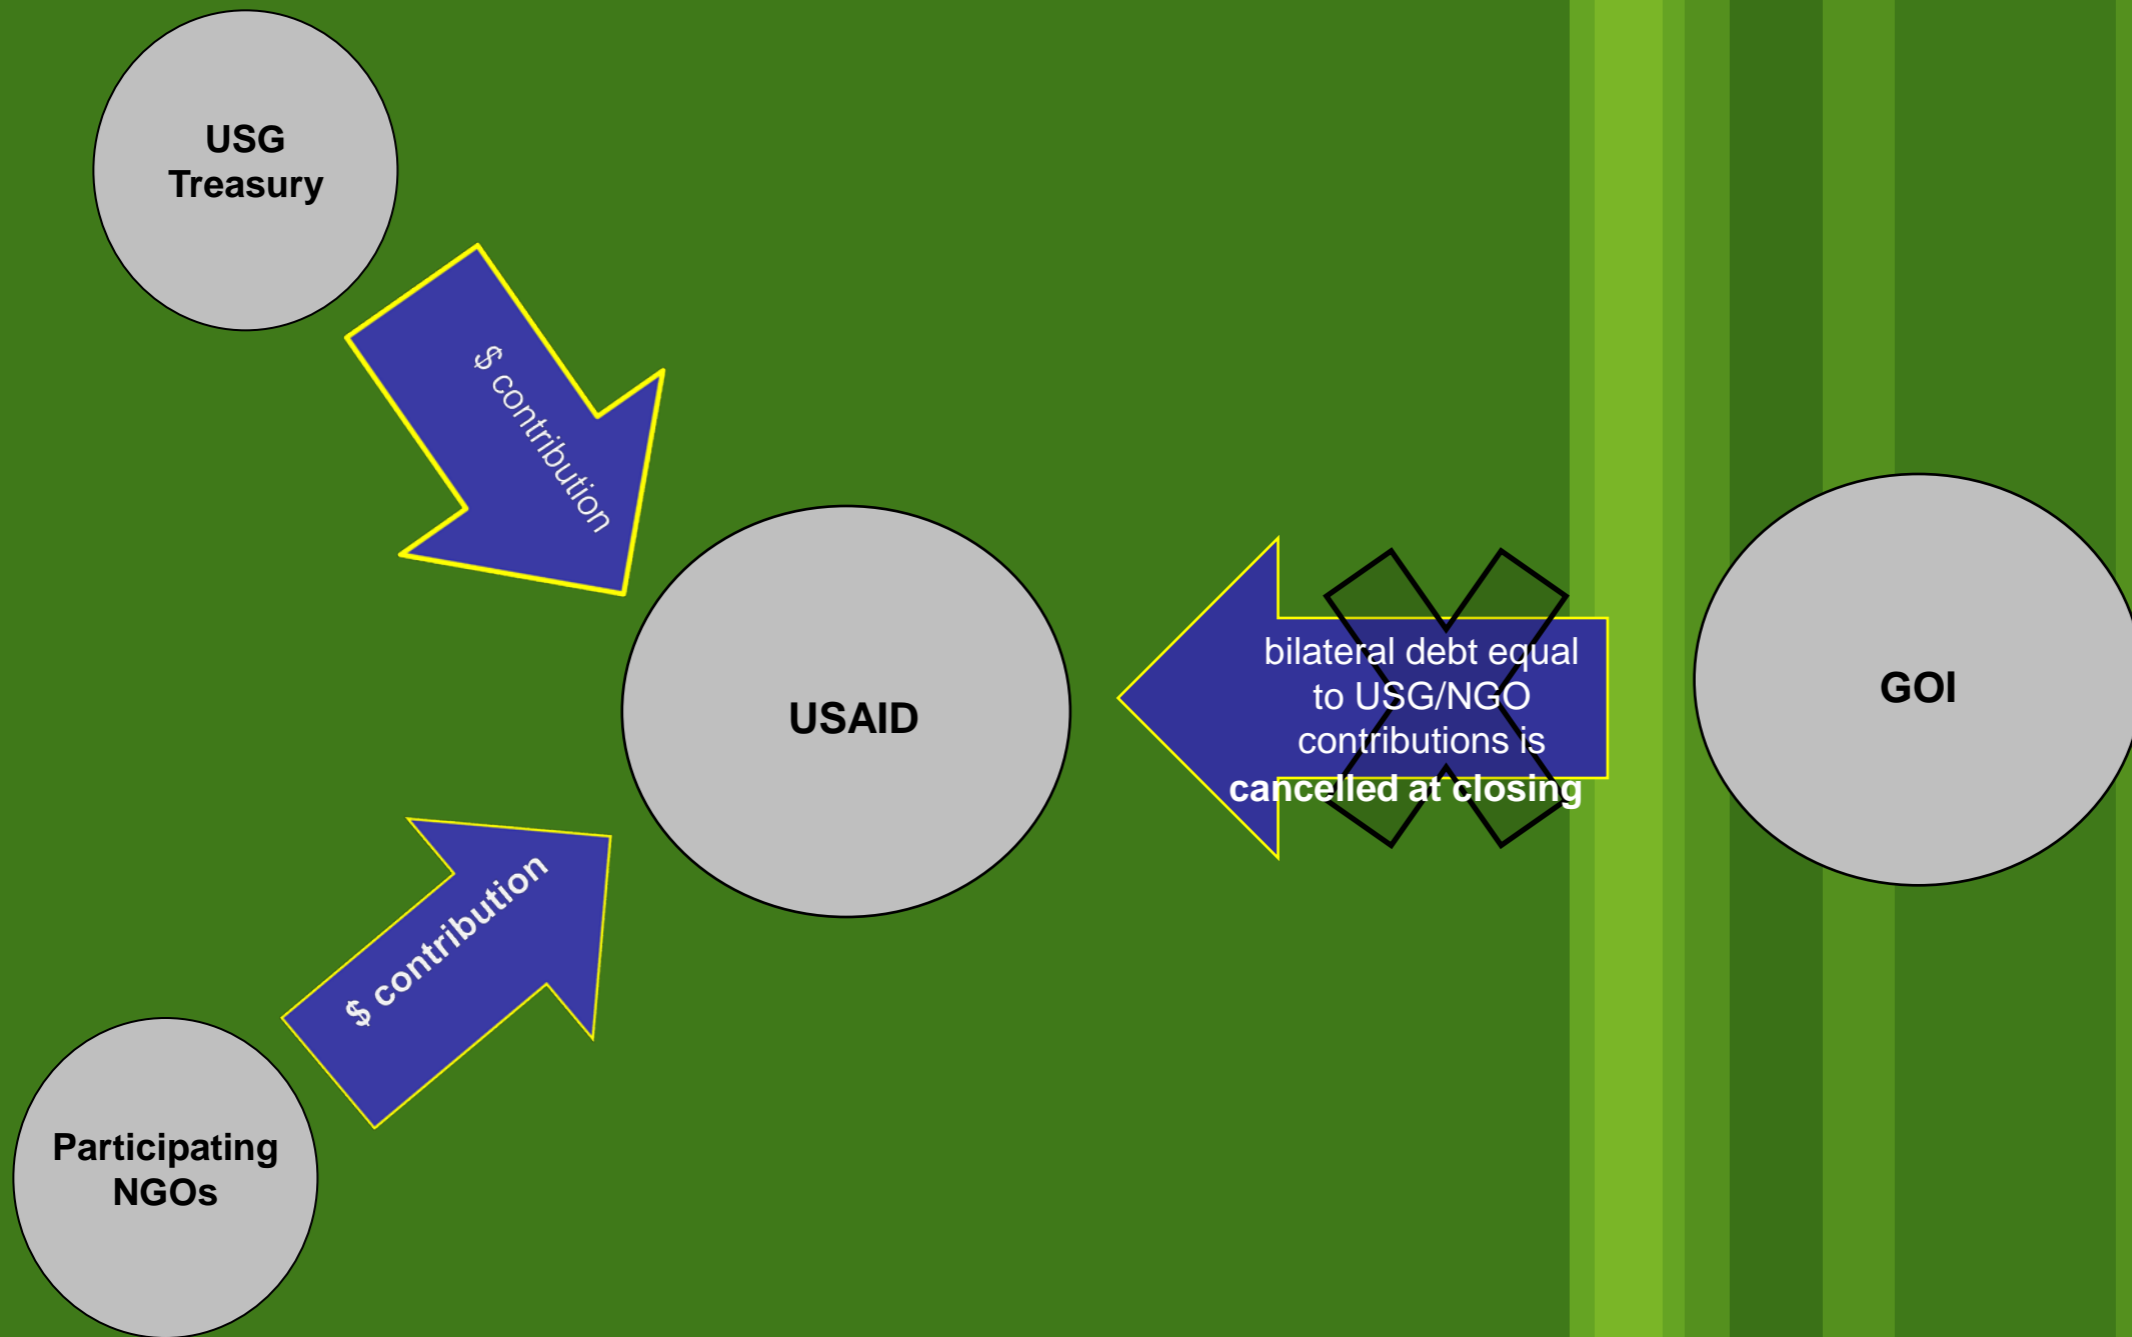 USG
Treasury
$ contribution
USAID
bilateral debt equal
to USG/NGO
contributions is
cancelled at closing
GOI
$ contribution
Participating
NGOs